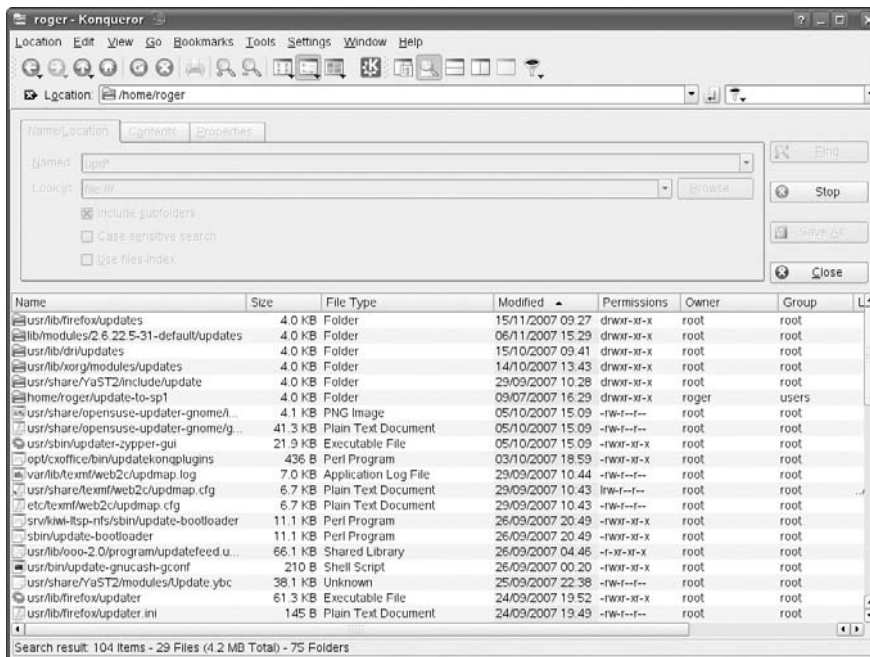 roger - Konqueror
Location Edit View Go Bookmarks Tools Settings Window Help
Location: /home/roger
Name/Location Contents Properties
Named: upd*
Look in: file:///
Browse...
Include subfolders
Case sensitive search
Use files index
Find
Stop
Save As
Close
Name Size File Type Modified Permissions Owner Group L
usr/lib/firefox/updates 4.0 KB Folder 15/11/2007 09:27 drwxr-xr-x root root
lib/modules/2.6.22.5-31-default/updates 4.0 KB Folder 06/11/2007 15:29 drwxr-xr-x root root
usr/lib/dri/updates 4.0 KB Folder 15/10/2007 09:41 drwxr-xr-x root root
usr/lib/xorg/modules/updates 4.0 KB Folder 14/10/2007 13:43 drwxr-xr-x root root
usr/share/YaST2/include/update 4.0 KB Folder 29/09/2007 10:28 drwxr-xr-x root root
home/roger/update-to-sp1 4.0 KB Folder 09/07/2007 16:29 drwxr-xr-x roger users
usr/share/opensuse-updater-gnome/i... 4.1 KB PNG Image 05/10/2007 15:09 -rw-r--r-- root root
usr/share/opensuse-updater-gnome/g... 41.3 KB Plain Text Document 05/10/2007 15:09 -rw-r--r-- root root
usr/sbin/updater-zypper-gui 21.9 KB Executable File 05/10/2007 15:09 -rwxr-xr-x root root
opt/cxoffice/bin/updatekonqplugins 436 B Perl Program 03/10/2007 18:59 -rwxr-xr-x root root
var/lib/texmf/web2c/updmap.log 7.0 KB Application Log File 29/09/2007 10:44 -rw-r--r-- root root
usr/share/texmf/web2c/updmap.cfg 6.7 KB Plain Text Document 29/09/2007 10:43 lrw-r--r-- root root ../
etc/texmf/web2c/updmap.cfg 6.7 KB Plain Text Document 29/09/2007 10:43 -rw-r--r-- root root
srv/kiwi-ltsp-nfs/sbin/update-bootloader 11.1 KB Perl Program 26/09/2007 20:49 -rwxr-xr-x root root
sbin/update-bootloader 11.1 KB Perl Program 26/09/2007 20:49 -rwxr-xr-x root root
usr/lib/ooo-2.0/program/updatefeed.u... 66.1 KB Shared Library 26/09/2007 04:46 -r-xr-xr-x root root
usr/bin/update-gnucash-gconf 210 B Shell Script 26/09/2007 00:20 -rwxr-xr-x root root
usr/share/YaST2/modules/Update.ybc 38.1 KB Unknown 25/09/2007 22:38 -rw-r--r-- root root
usr/lib/firefox/updater 61.3 KB Executable File 24/09/2007 19:52 -rwxr-xr-x root root
usr/lib/firefox/updater.ini 145 B Plain Text Document 24/09/2007 19:49 -rw-r--r-- root root
Search result: 104 Items - 29 Files (4.2 MB Total) - 75 Folders